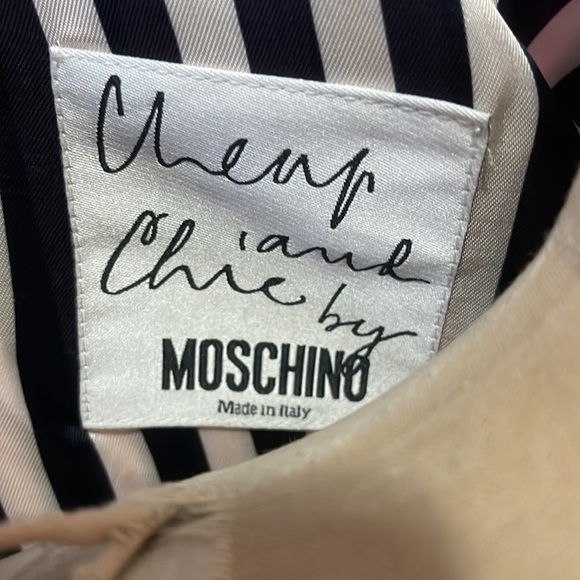 Cheap
and
Chic by
MOSCHINO
Made in Italy